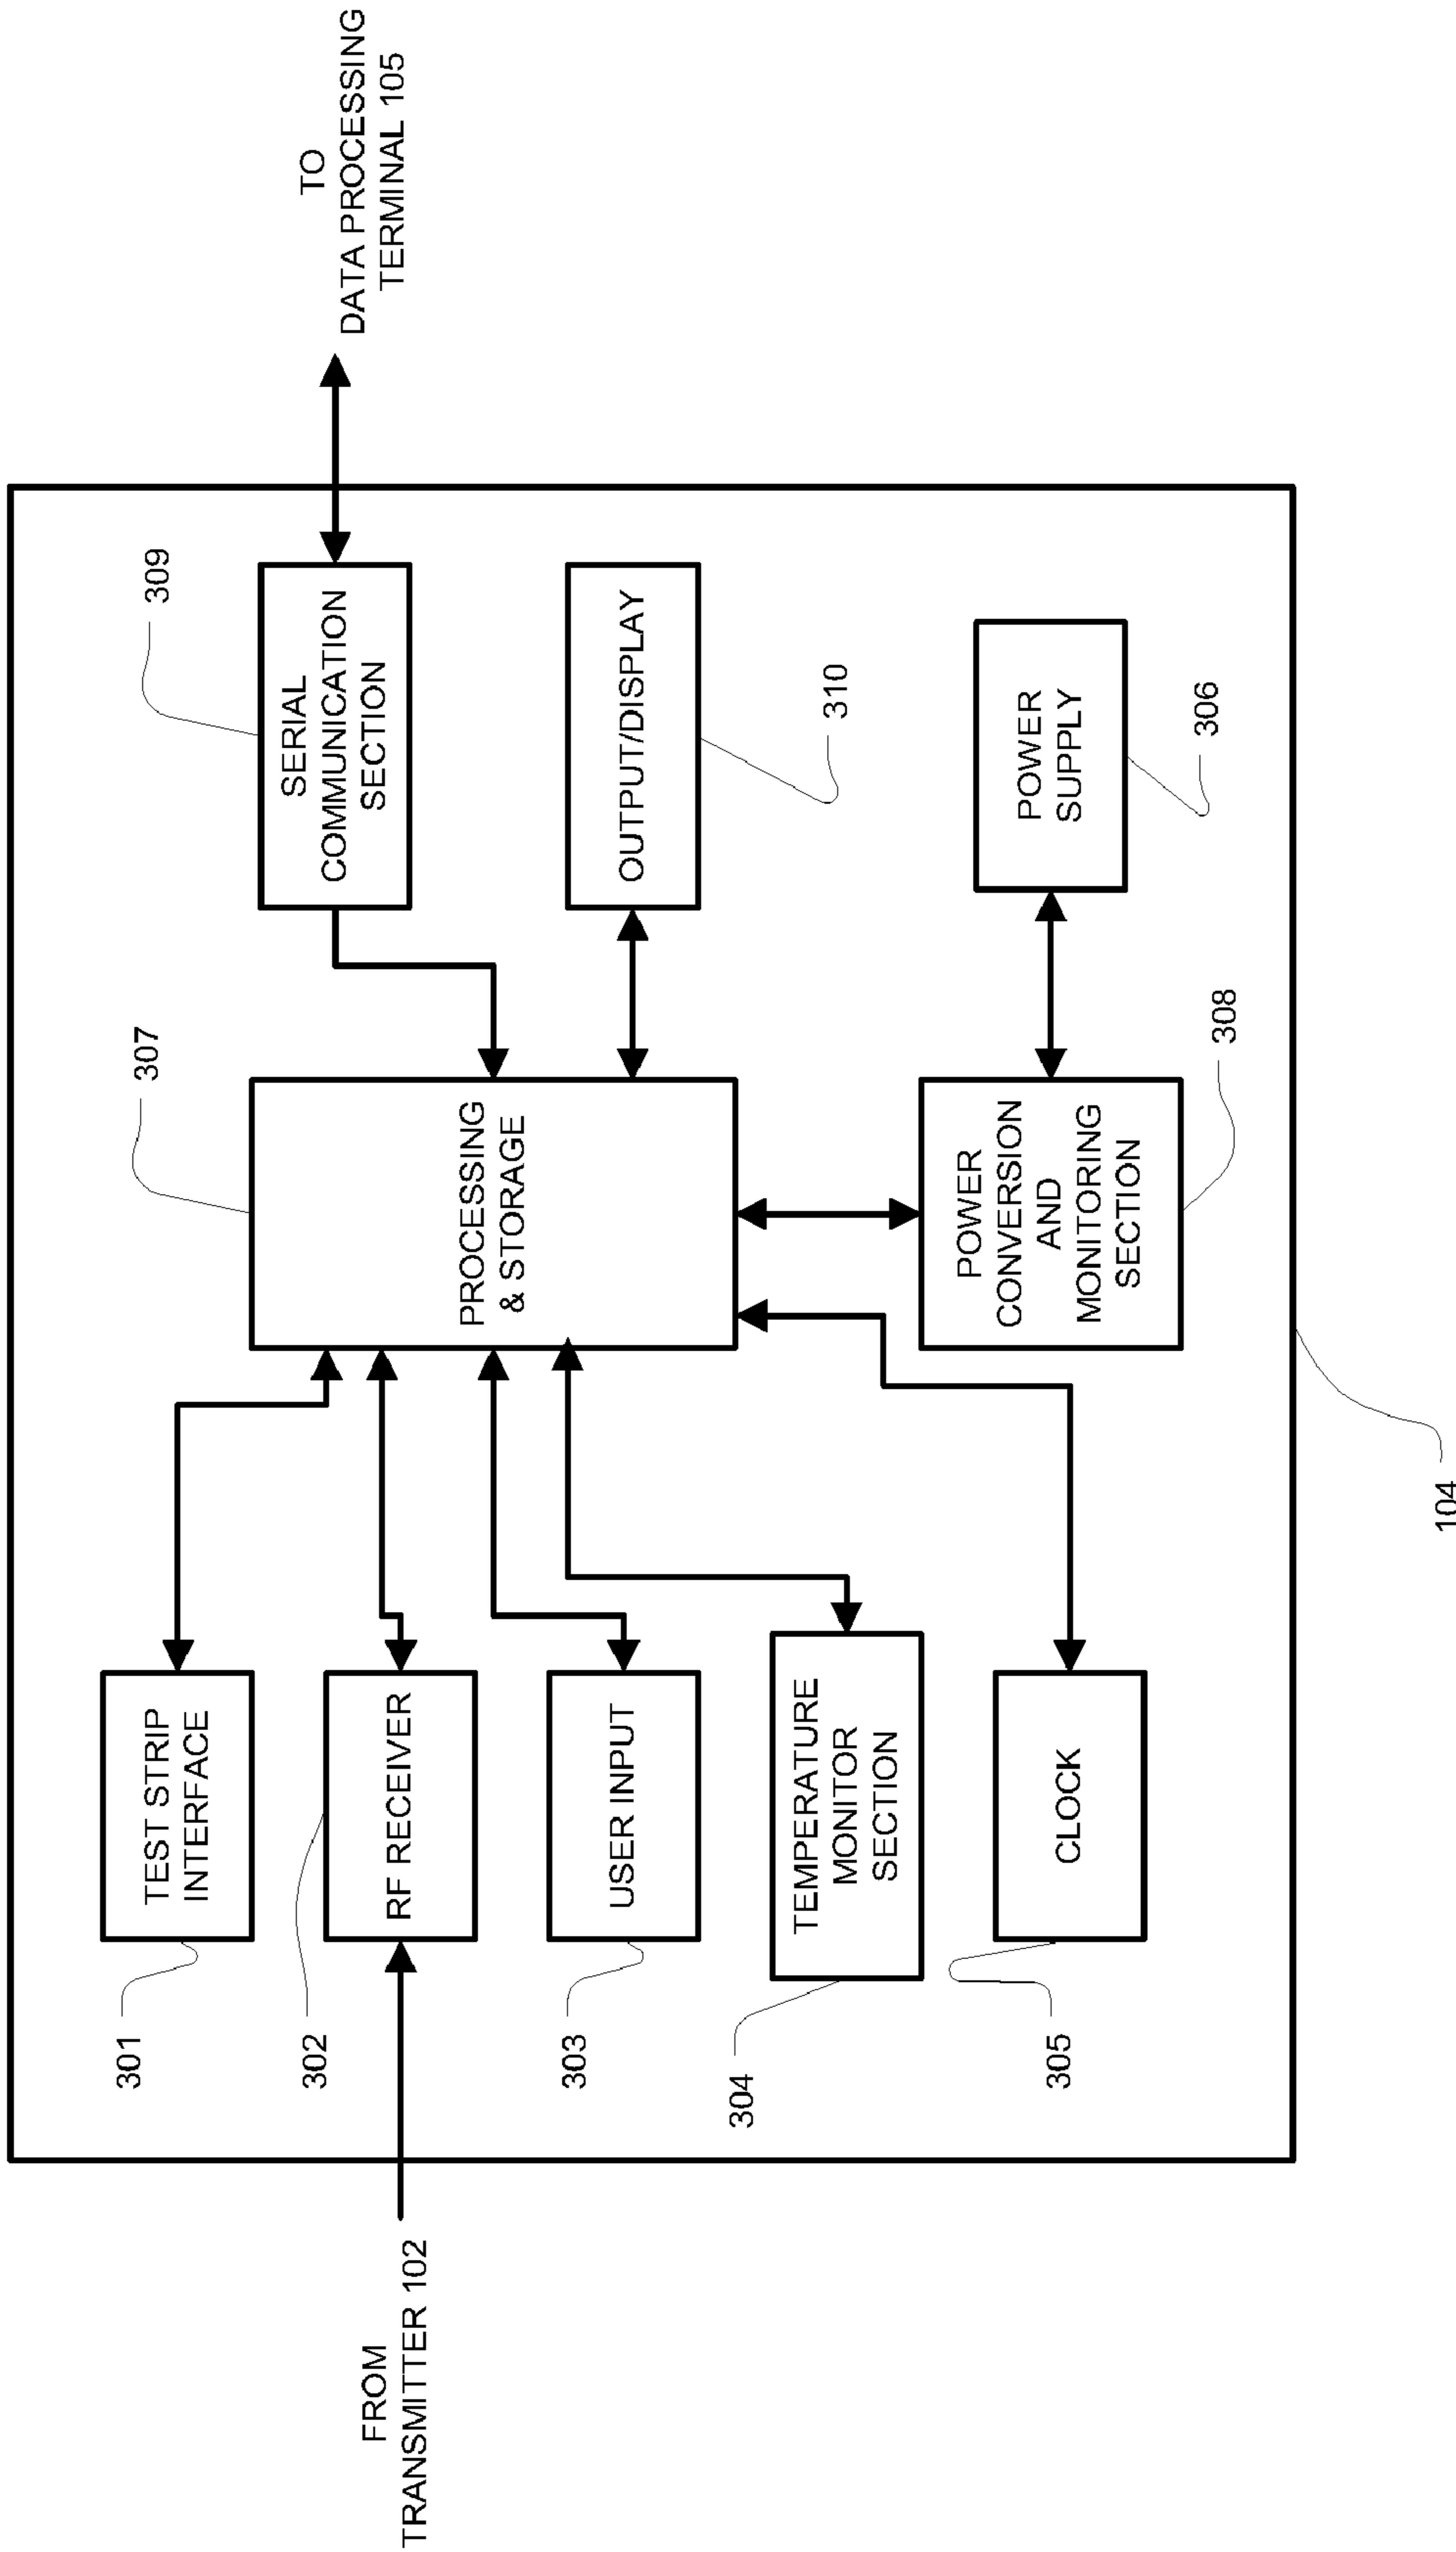 301
TEST STRIP
INTERFACE
302
FROM
TRANSMITTER 102
RF RECEIVER
303
USER INPUT
304
TEMPERATURE
MONITOR
SECTION
305
CLOCK
307
PROCESSING
& STORAGE
POWER
CONVERSION
AND
MONITORING
SECTION
308
309
SERIAL
COMMUNICATION
SECTION
TO
DATA PROCESSING
TERMINAL 105
OUTPUT/DISPLAY
310
POWER
SUPPLY
306
104